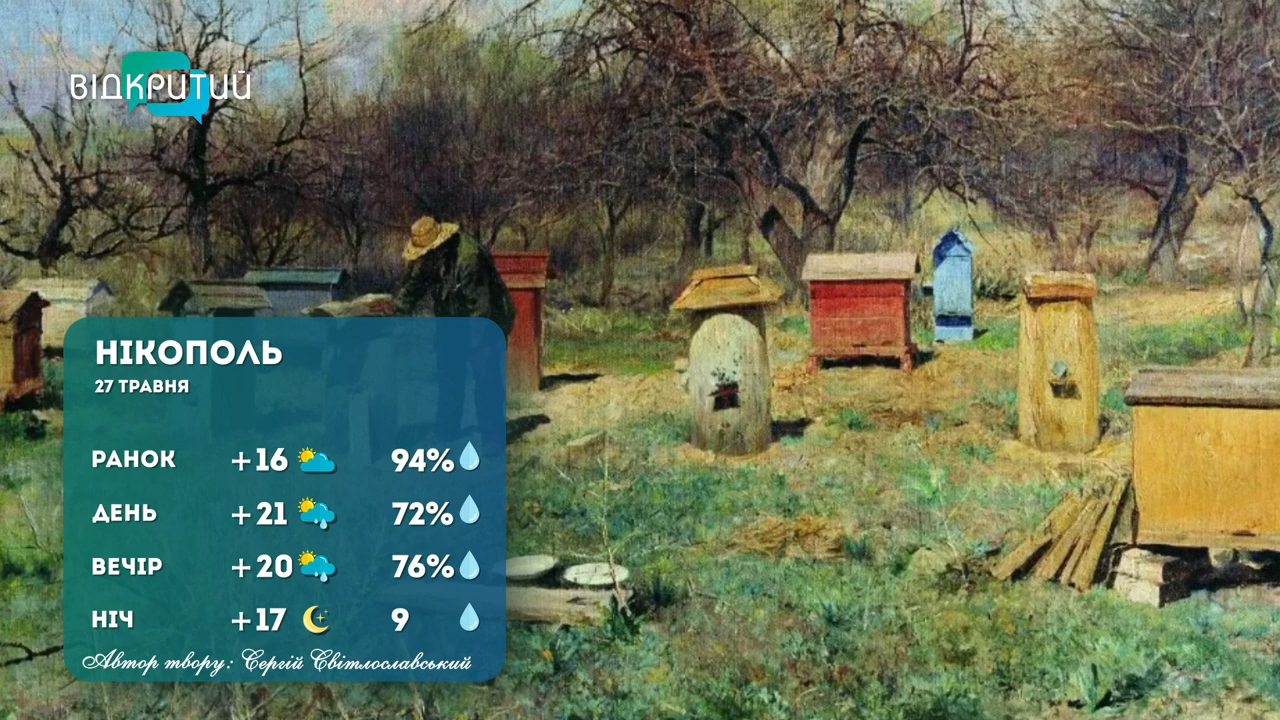 ВІДКРИТИЙ
НІКОПОЛЬ
27 ТРАВНЯ
РАНОК +16 94%
ДЕНЬ +21 72%
ВЕЧІР +20 76%
НІЧ +17 9
Автор твору: Сергій Світлославський